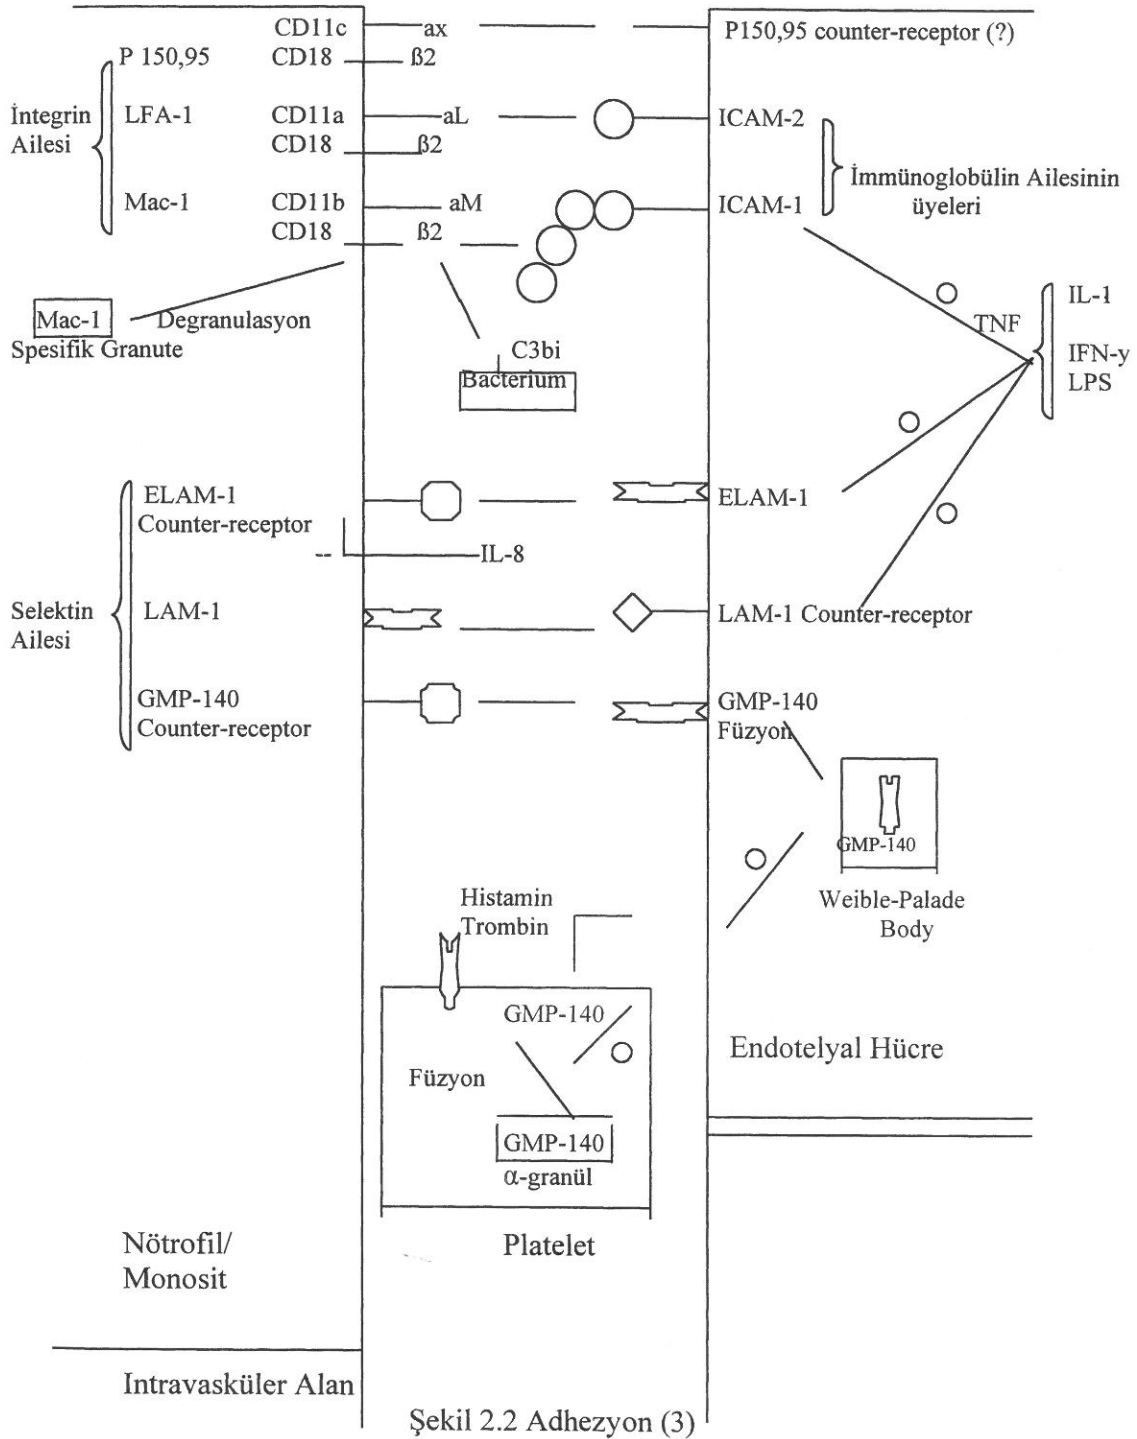 CD11c ax P150,95 counter-receptor (?)
P 150,95 CD18 ß2
İntegrin
Ailesi
LFA-1 CD11a aL ICAM-2
CD18 ß2
İmmünoglobülin Ailesinin
üyeleri
Mac-1 CD11b aM ICAM-1
CD18 ß2
Mac-1 Degranulasyon
Spesifik Granute
C3bi
Bacterium
TNF
IL-1
IFN-y
LPS
ELAM-1
Counter-receptor
ELAM-1
-- IL-8
Selektin
Ailesi
LAM-1
LAM-1 Counter-receptor
GMP-140
Counter-receptor
GMP-140
Füzyon
GMP-140
Weible-Palade
Body
Histamin
Trombin
GMP-140
Füzyon
GMP-140
α-granül
Endotelyal Hücre
Nötrofil/
Monosit
Platelet
Intravasküler Alan
Şekil 2.2 Adhezyon (3)